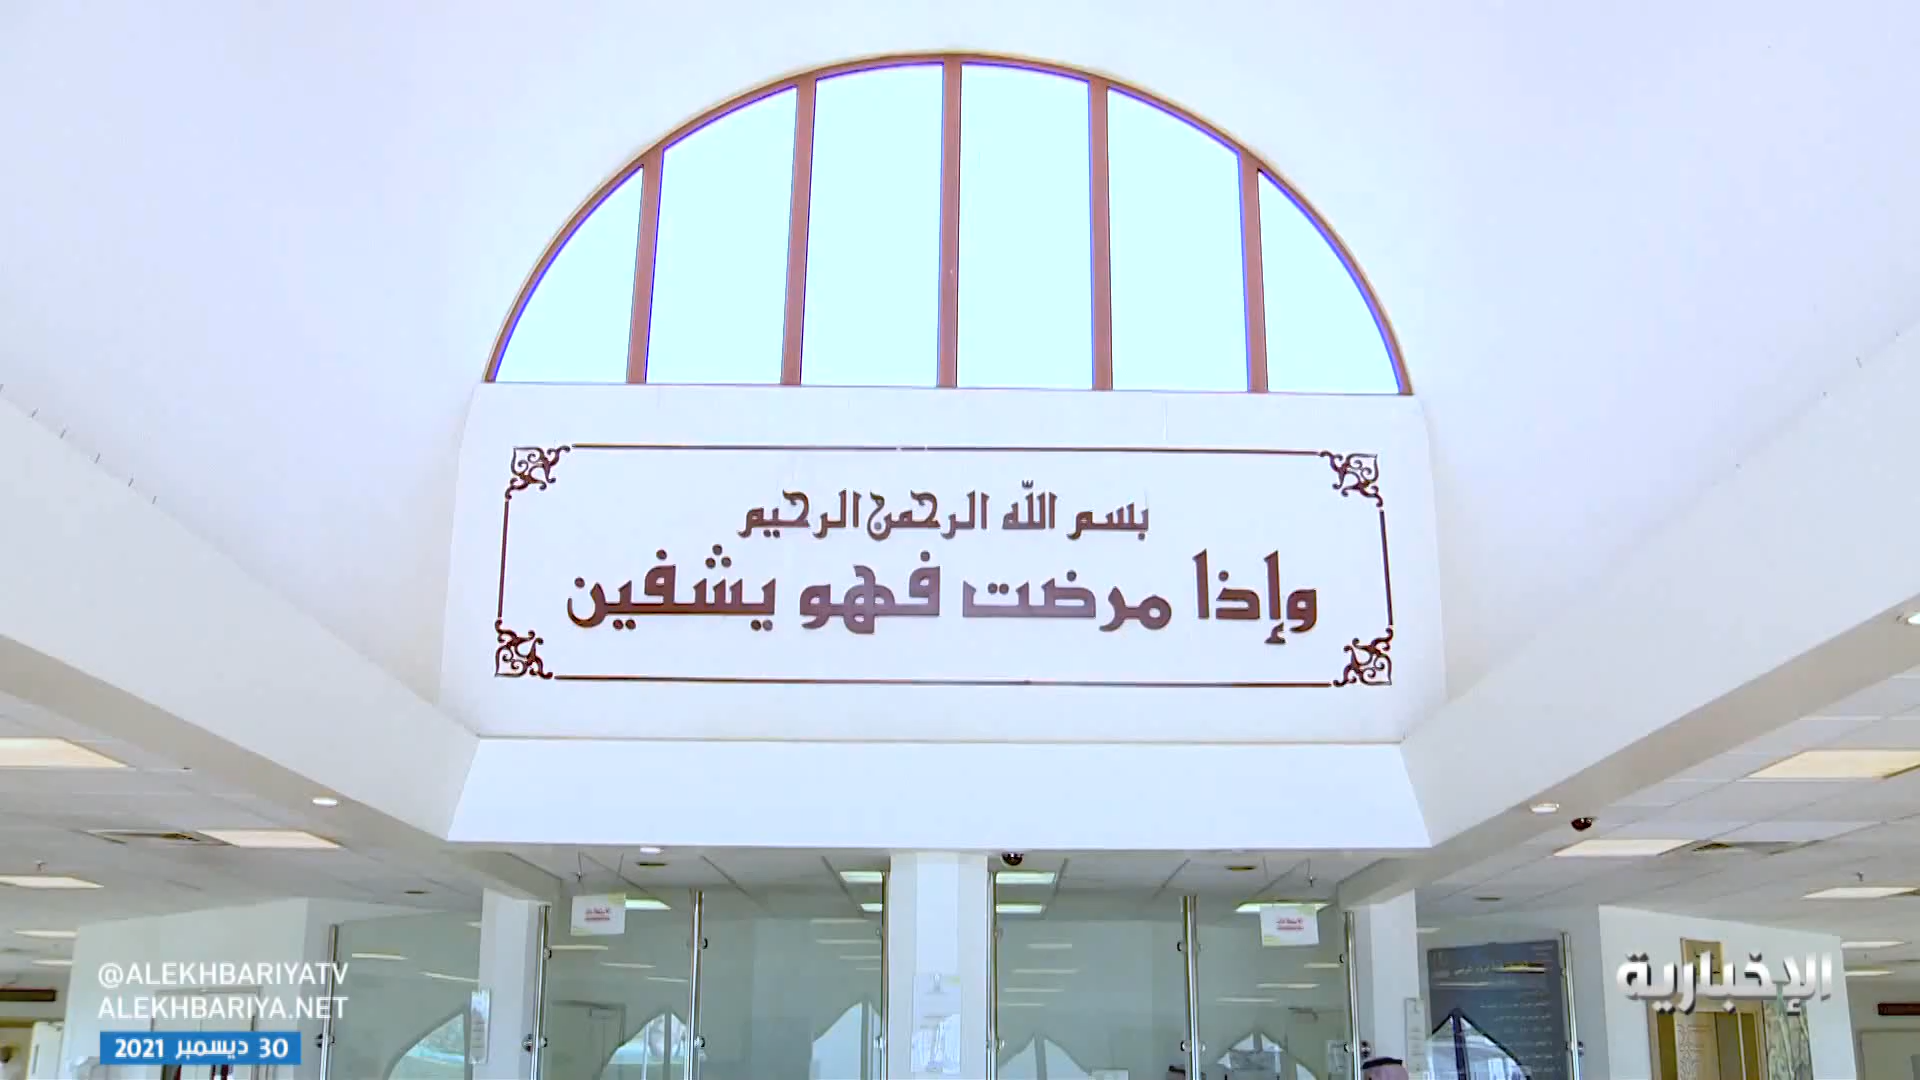 بسم الله الرحمن الرحيم
وإذا مرضت فهو يشفين
@ALEKHBARIYATV
ALEKHBARIYA.NET
30 ديسمبر 2021
الإخبارية